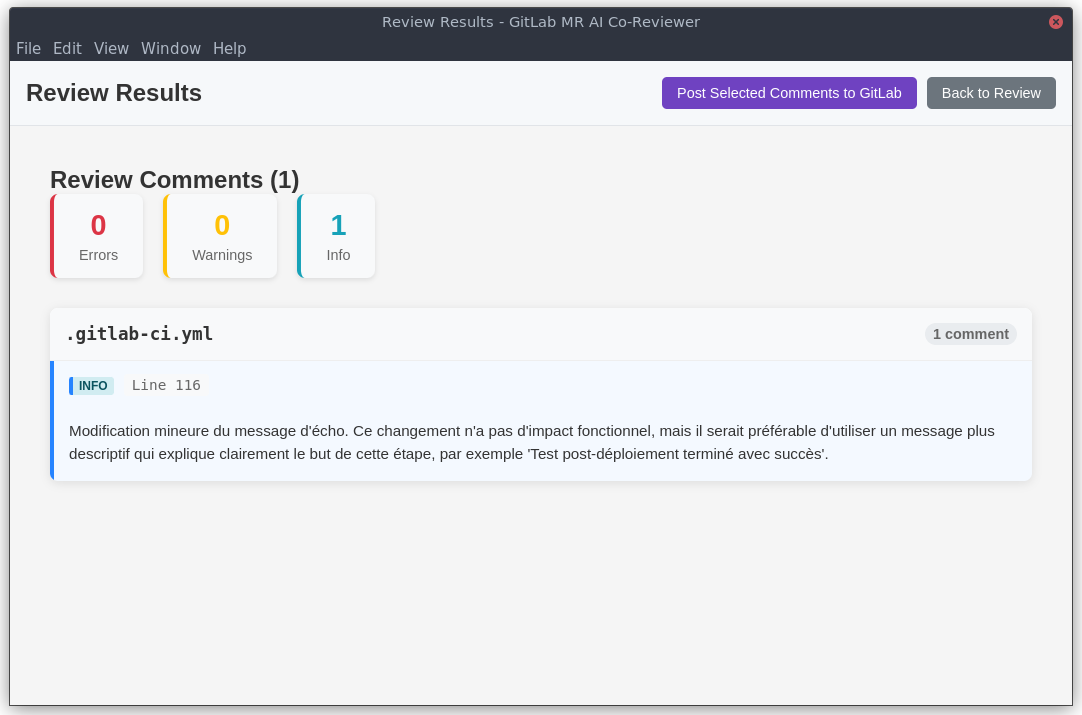 Review Results - GitLab MR AI Co-Reviewer
File Edit View Window Help
Review Results
Post Selected Comments to GitLab
Back to Review
Review Comments (1)
0
Errors
0
Warnings
1
Info
.gitlab-ci.yml
1 comment
INFO
Line 116
Modification mineure du message d'écho. Ce changement n'a pas d'impact fonctionnel, mais il serait préférable d'utiliser un message plus
descriptif qui explique clairement le but de cette étape, par exemple 'Test post-déploiement terminé avec succès'.